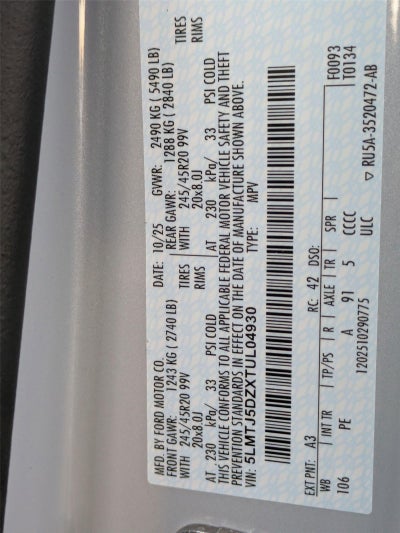 MFD. BY FORD MOTOR CO.
DATE: 10/25 GVWR: 2490 KG ( 5490 LB)
FRONT GAWR: 1243 KG ( 2740 LB) REAR GAWR: 1288 KG ( 2840 LB)
WITH 245/45R20 99V TIRES WITH 245/45R20 99V TIRES
20x8.0J RIMS 20x8.0J RIMS
AT 230 kPa/ 33 PSI COLD AT 230 kPa/ 33 PSI COLD
THIS VEHICLE CONFORMS TO ALL APPLICABLE FEDERAL MOTOR VEHICLE SAFETY AND THEFT
PREVENTION STANDARDS IN EFFECT ON THE DATE OF MANUFACTURE SHOWN ABOVE.
VIN: 5LMTJ5DZXTUL04930 TYPE: MPV
F0093
T0134
EXT PNT: A3 RC: 42 DSO:
WB INT TR TP/PS R AXLE TR SPR
106 PE A 91 5 CCCC
1202510290775 ULC
▽ RU5A-3520472-AB